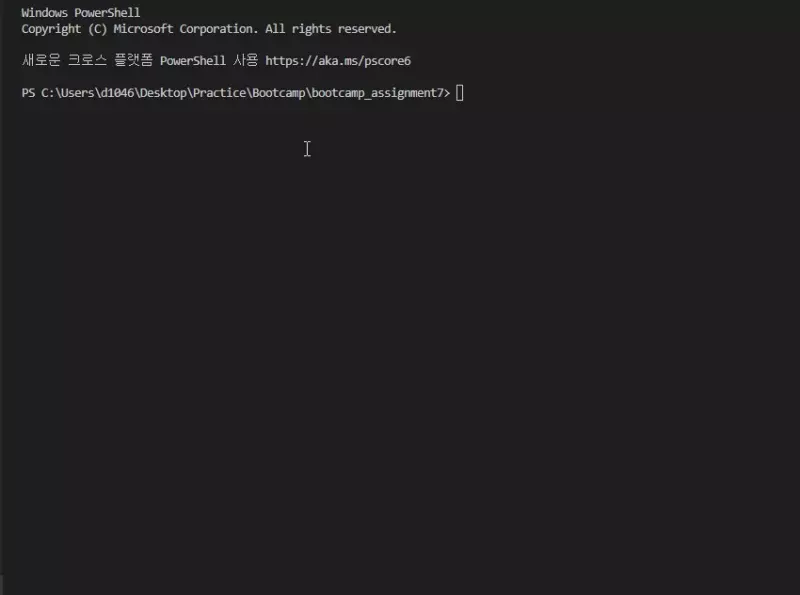 Windows PowerShell
Copyright (C) Microsoft Corporation. All rights reserved.
새로운 크로스 플랫폼 PowerShell 사용 https://aka.ms/pscore6
PS C:\Users\d1046\Desktop\Practice\Bootcamp\bootcamp_assignment7>